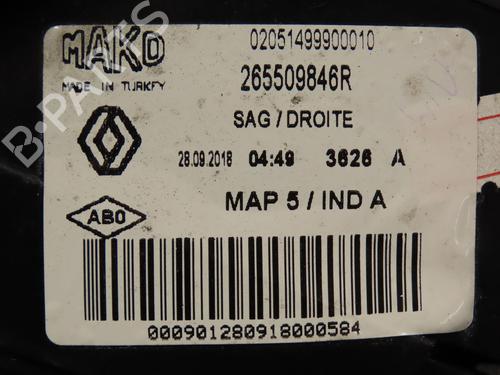 MAKO
MADE IN TURKEY
02051499900010
265509846R
SAG / DROITE
28.09.2018 04:49 3626 A
ABO
MAP 5 / IND A
000901280918000584
B-PARTS